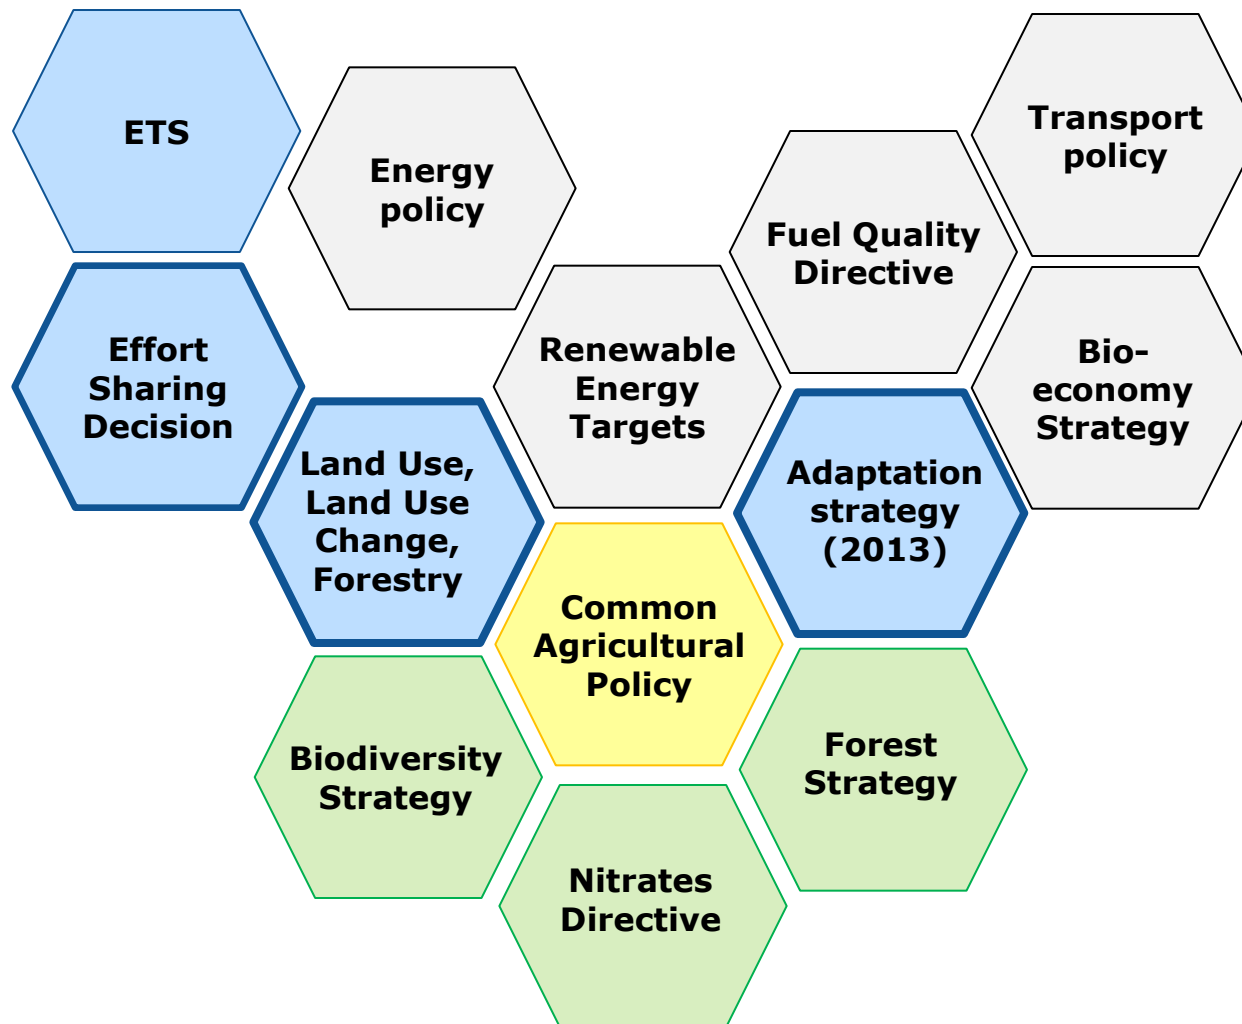 ETS
Energy
policy
Transport
policy
Fuel Quality
Directive
Effort
Sharing
Decision
Renewable
Energy
Targets
Bio-
economy
Strategy
Land Use,
Land Use
Change,
Forestry
Adaptation
strategy
(2013)
Common
Agricultural
Policy
Biodiversity
Strategy
Forest
Strategy
Nitrates
Directive